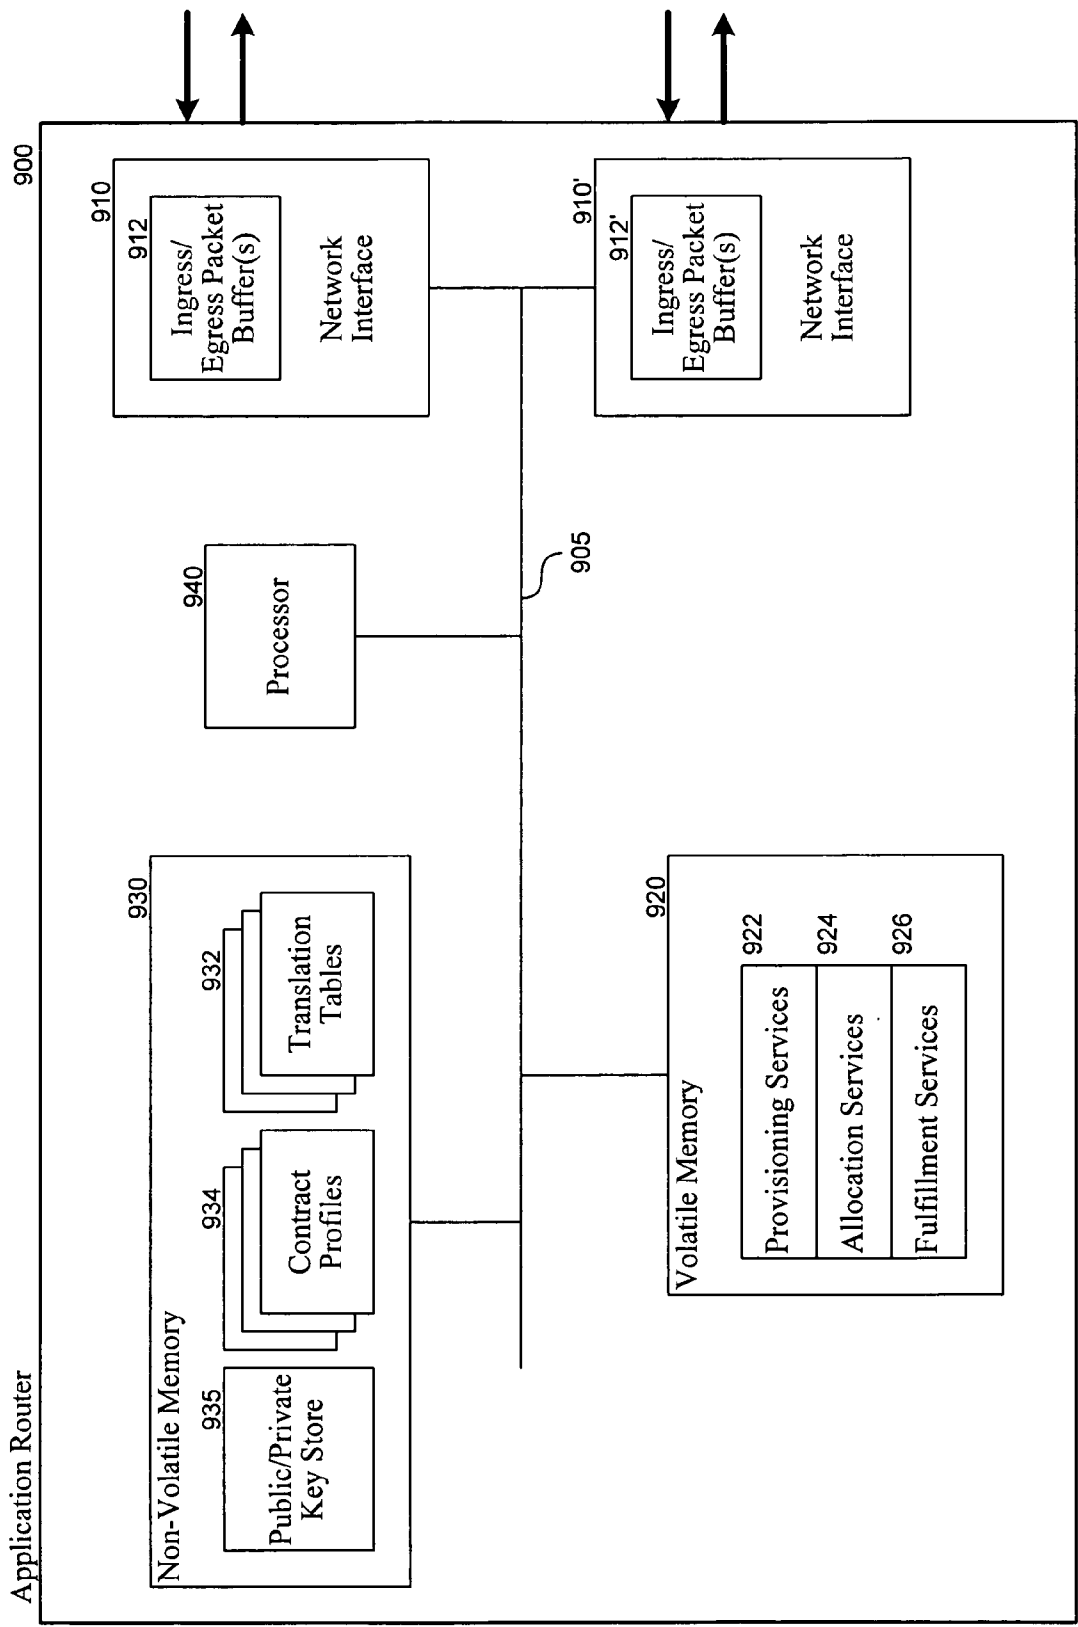 Application Router
900
Non-Volatile Memory
930
935
Public/Private
Key Store
934
Contract
Profiles
932
Translation
Tables
940
Processor
910
912
Ingress/
Egress Packet
Buffer(s)
Network
Interface
905
Volatile Memory
920
Provisioning Services
922
Allocation Services
924
Fulfillment Services
926
910'
912'
Ingress/
Egress Packet
Buffer(s)
Network
Interface